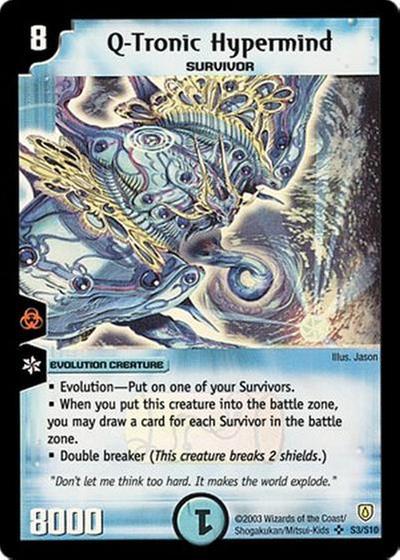 8
Q-Tronic Hypermind
SURVIVOR
Illus. Jason
EVOLUTION CREATURE
▪ Evolution—Put on one of your Survivors.
▪ When you put this creature into the battle zone,
you may draw a card for each Survivor in the battle
zone.
▪ Double breaker (This creature breaks 2 shields.)
"Don't let me think too hard. It makes the world explode."
8000
1
©2003 Wizards of the Coast/
Shogakukan/Mitsui-Kids
S3/S10